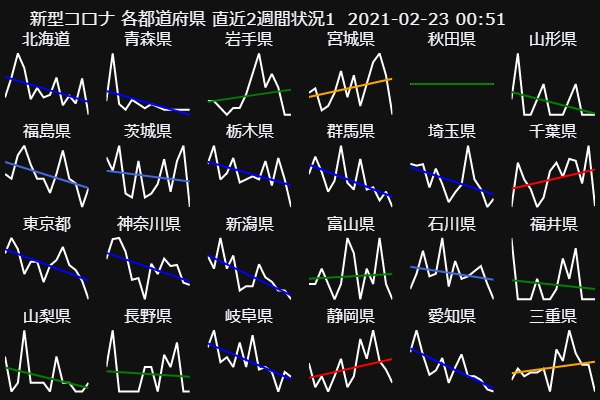 新型コロナ 各都道府県 直近2週間状況1 2021-02-23 00:51
北海道 青森県 岩手県 宮城県 秋田県 山形県
福島県 茨城県 栃木県 群馬県 埼玉県 千葉県
東京都 神奈川県 新潟県 富山県 石川県 福井県
山梨県 長野県 岐阜県 静岡県 愛知県 三重県